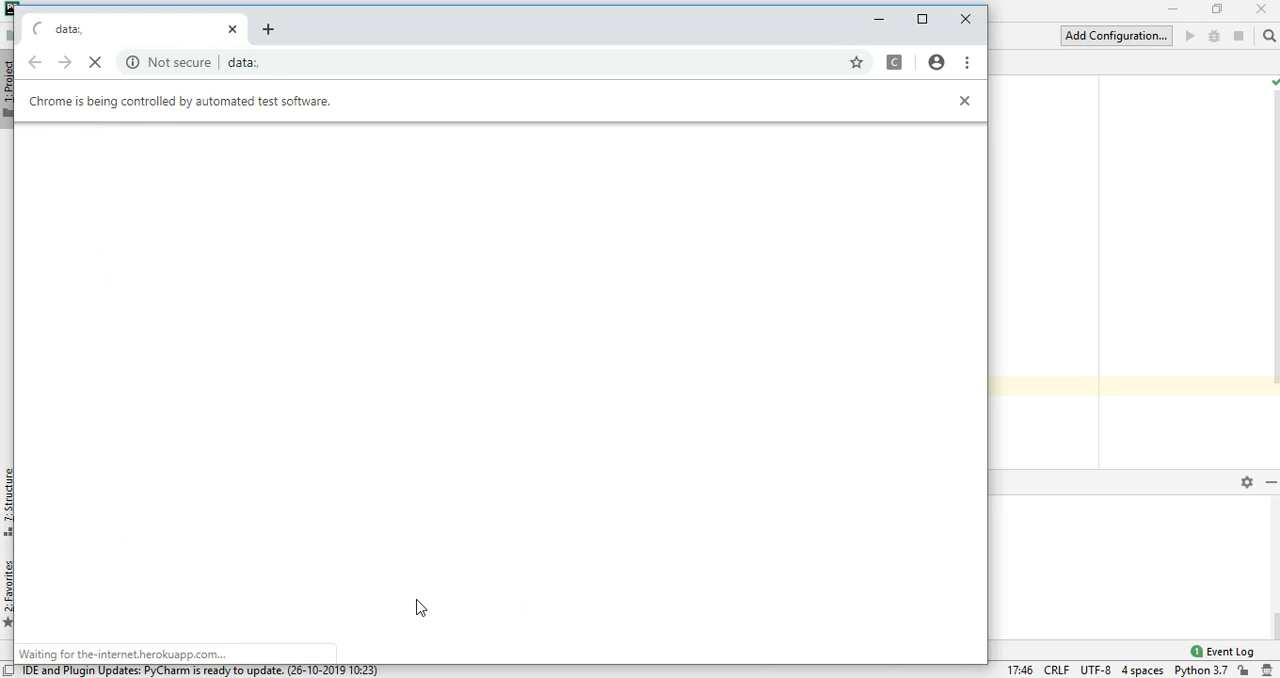 data:,
Add Configuration...
Not secure
data:,
C
1: Project
Chrome is being controlled by automated test software.
7: Structure
2: Favorites
Waiting for the-internet.herokuapp.com...
1 Event Log
IDE and Plugin Updates: PyCharm is ready to update. (26-10-2019 10:23)
17:46 CRLF UTF-8 4 spaces Python 3.7